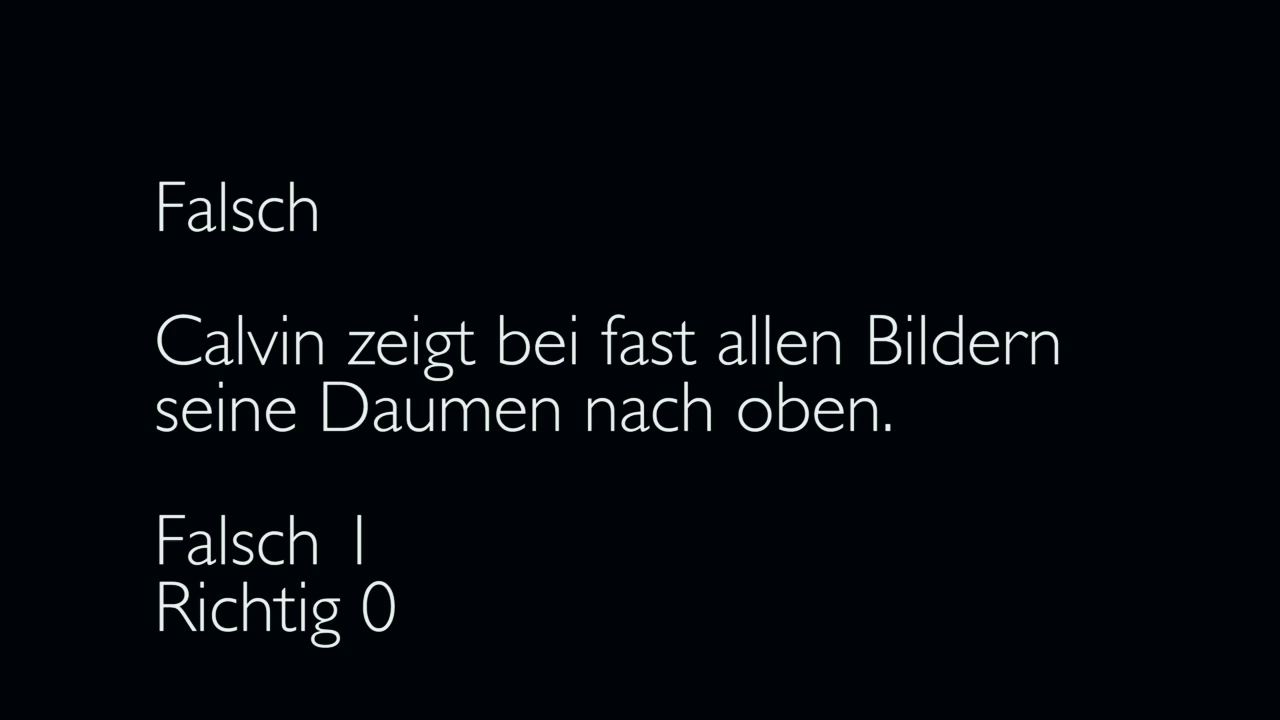 Falsch
Calvin zeigt bei fast allen Bildern
seine Daumen nach oben.
Falsch 1
Richtig 0